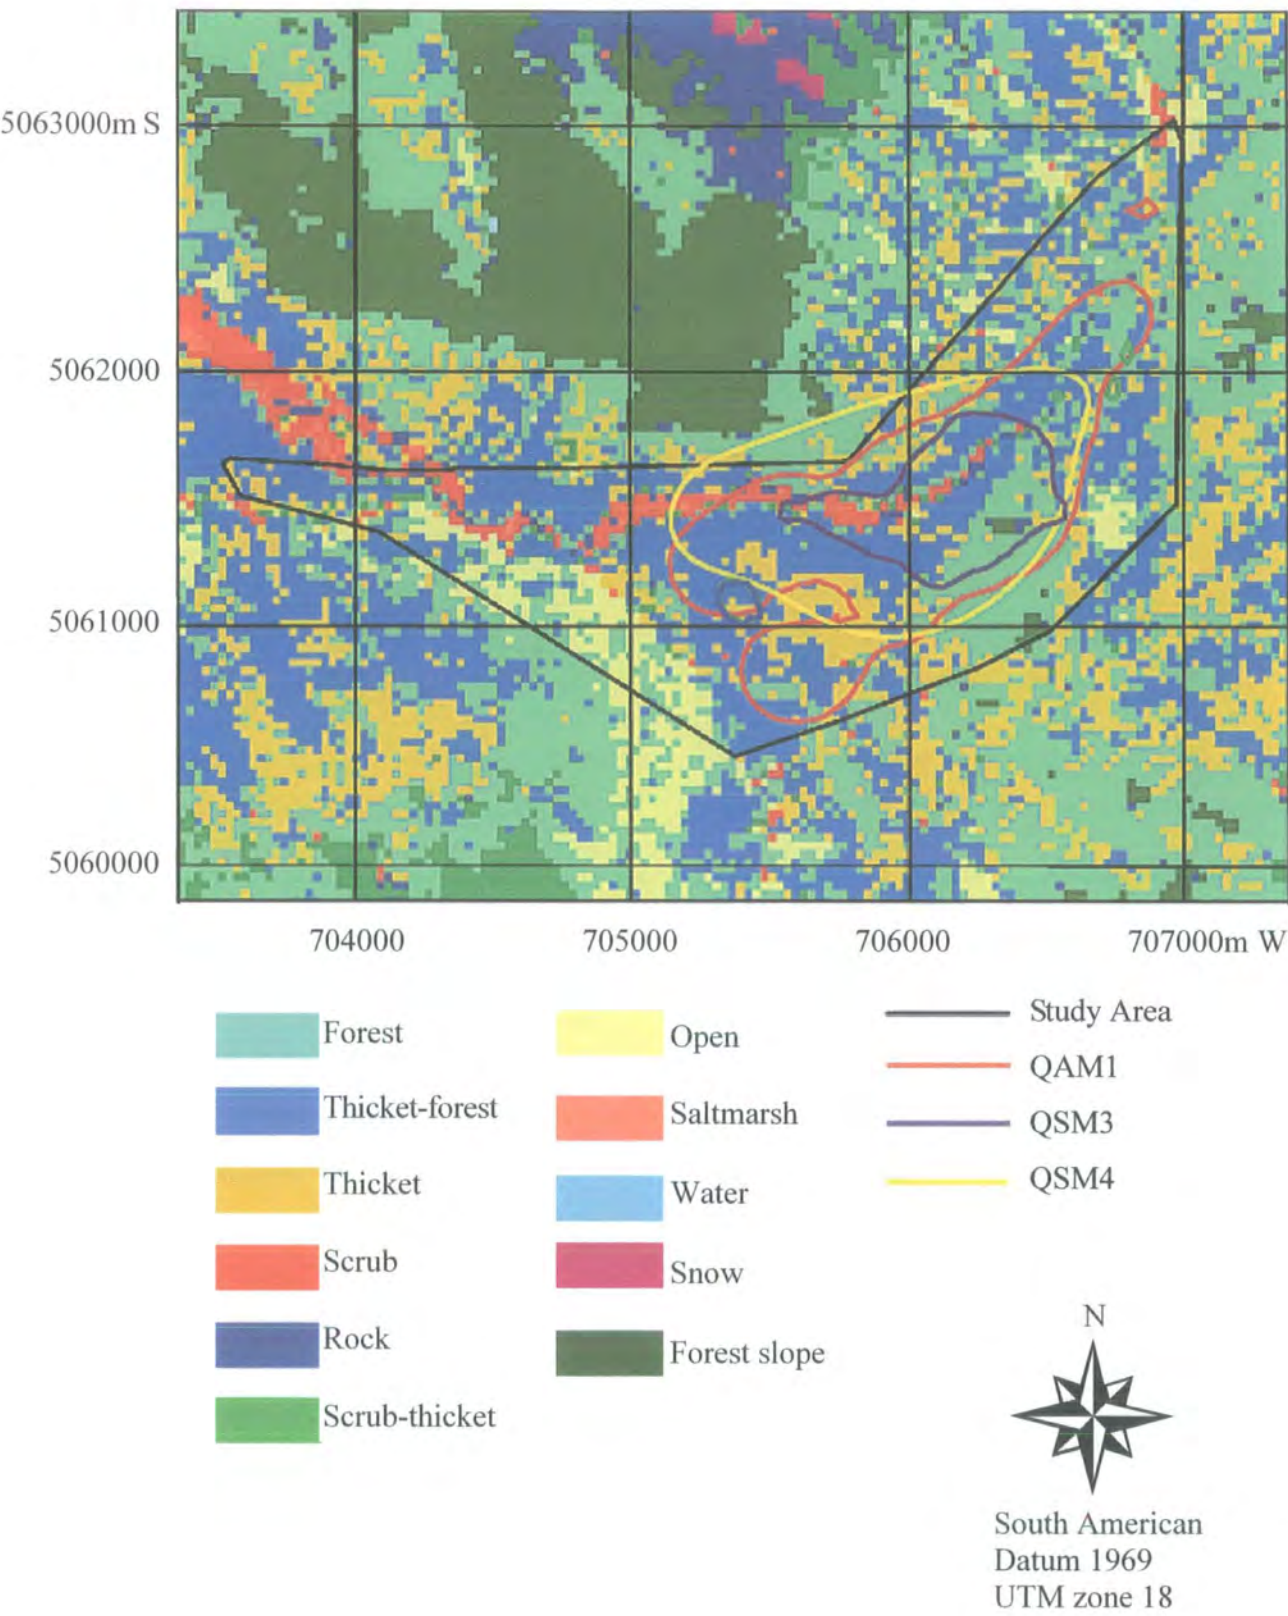 5063000m S
5062000
5061000
5060000
704000 705000 706000 707000m W
Forest
Thicket-forest
Thicket
Scrub
Rock
Scrub-thicket
Open
Saltmarsh
Water
Snow
Forest slope
Study Area
QAM1
QSM3
QSM4
N
South American
Datum 1969
UTM zone 18